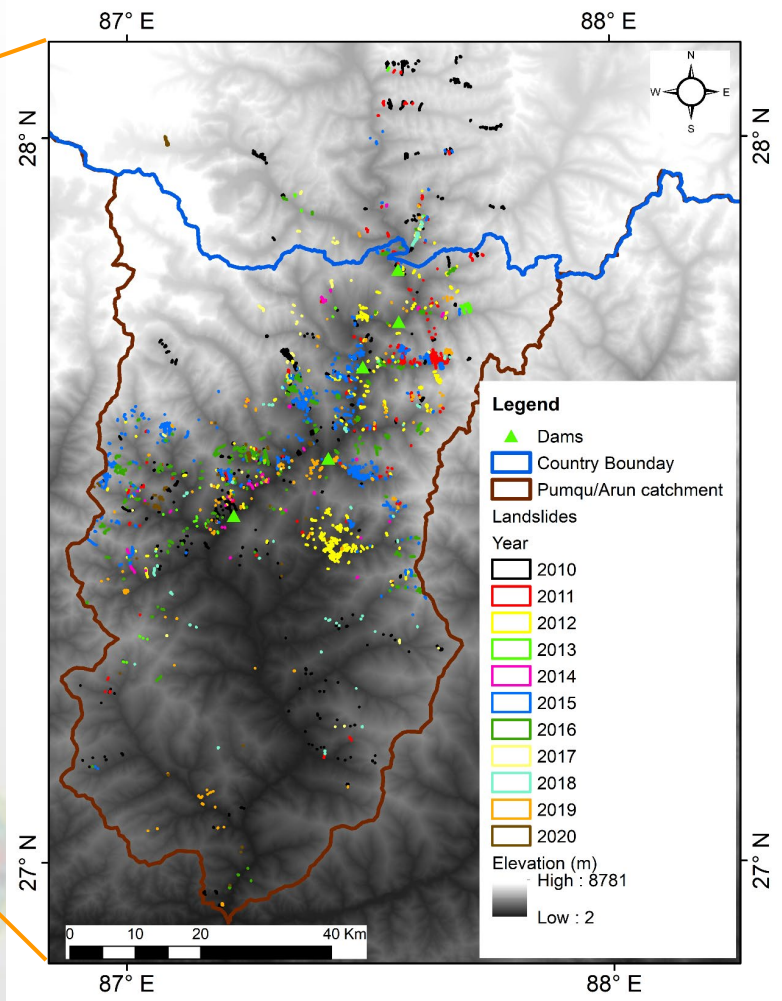 87° E
88° E
N
W
E
S
28° N
28° N
Legend
Dams
Country Bounday
Pumqu/Arun catchment
Landslides
Year
2010
2011
2012
2013
2014
2015
2016
2017
2018
2019
2020
Elevation (m)
High : 8781
Low : 2
27° N
27° N
0 10 20 40 Km
87° E
88° E